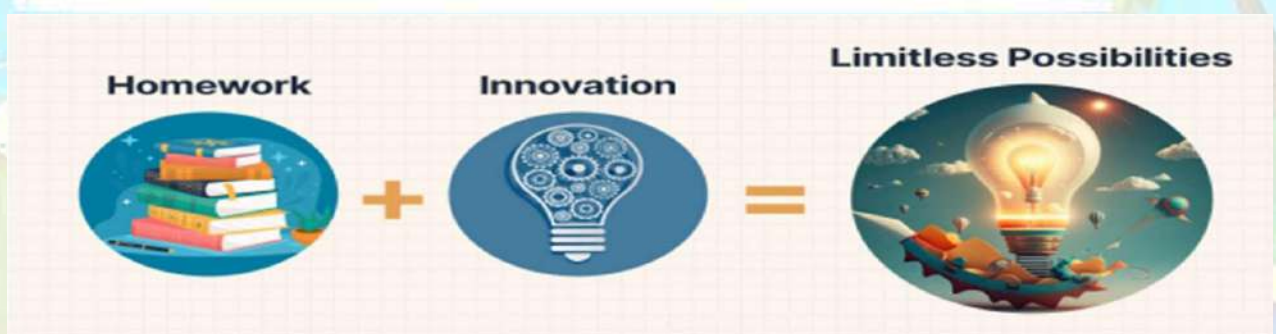 Homework
Innovation
Limitless Possibilities
+
=